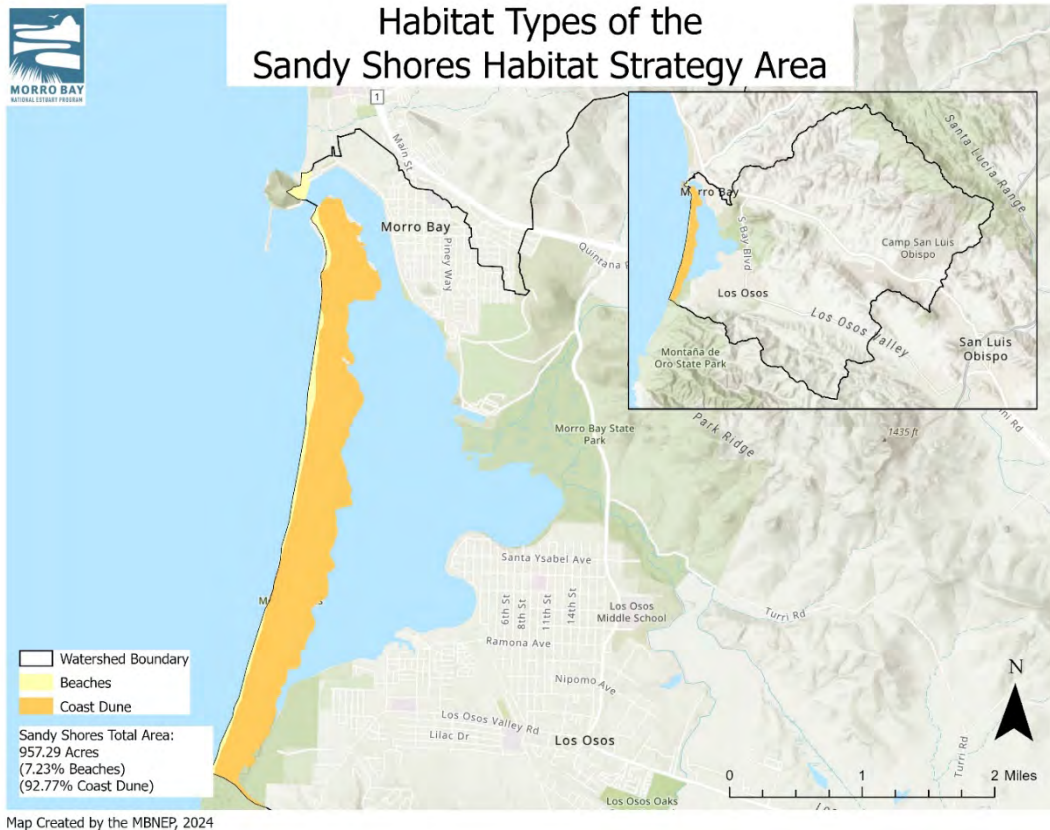 Habitat Types of the
Sandy Shores Habitat Strategy Area
MORRO BAY
NATIONAL ESTUARY PROGRAM
1
Main St
Morro Bay
Piney Way
Quintana
Morro Bay State
Park
Santa Ysabel Ave
6th St
8th St
11th St
14th St
Los Osos
Middle School
Ramona Ave
Turri Rd
Nipomo Ave
Los Osos Valley Rd
Lilac Dr
Los Osos
Los Osos Oaks
Turri Rd
Park Ridge
1435 ft
Santa Lucia Range
Morro Bay
S Bay Blvd
Camp San Luis
Obispo
Los Osos
Los Osos Valley
San Luis
Obispo
Montaña de
Oro State Park
Watershed Boundary
Beaches
Coast Dune
Sandy Shores Total Area:
957.29 Acres
(7.23% Beaches)
(92.77% Coast Dune)
N
0 1 2 Miles
Map Created by the MBNEP, 2024